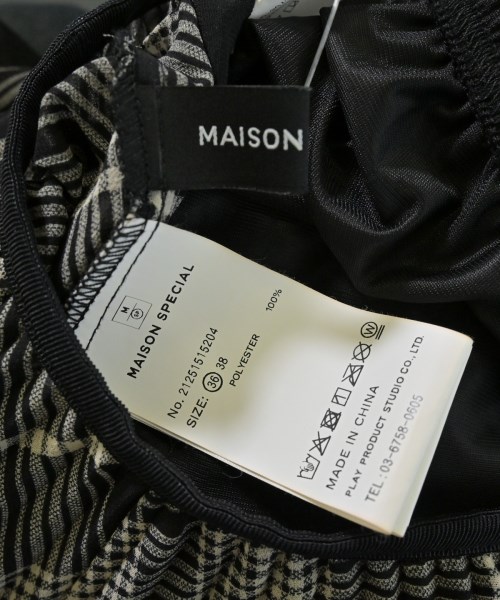 MAISON
M
MAISON SPECIAL
No. 21251515204
SIZE: 36 38
POLYESTER 100%
W
MADE IN CHINA
PLAY PRODUCT STUDIO CO., LTD.
TEL : 03-6758-0605